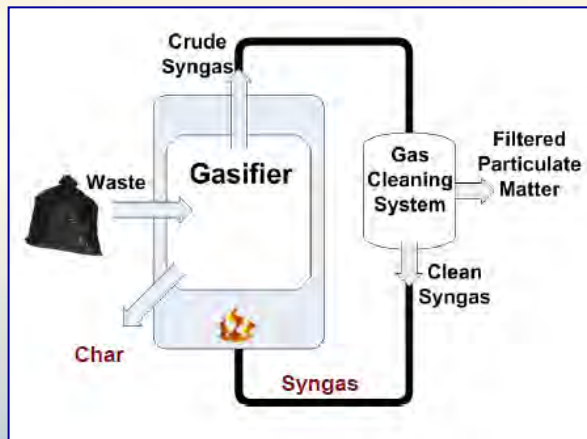 Crude
Syngas
Waste
Gasifier
Gas
Cleaning
System
Filtered
Particulate
Matter
Clean
Syngas
Char
Syngas